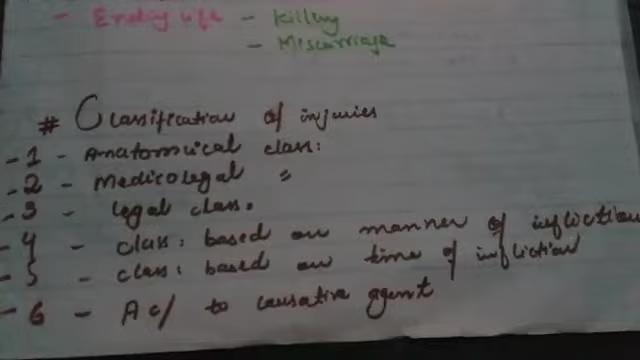 - Ending life - Killing
- Miscarriage
# Classification of injuries
- 1 - Anatomical class:
- 2 - Medicolegal "
- 3 - legal class.
- 4 - class: based on manner of infliction
- 5 - class: based on time of infliction
- 6 - Ac/ to causative agent